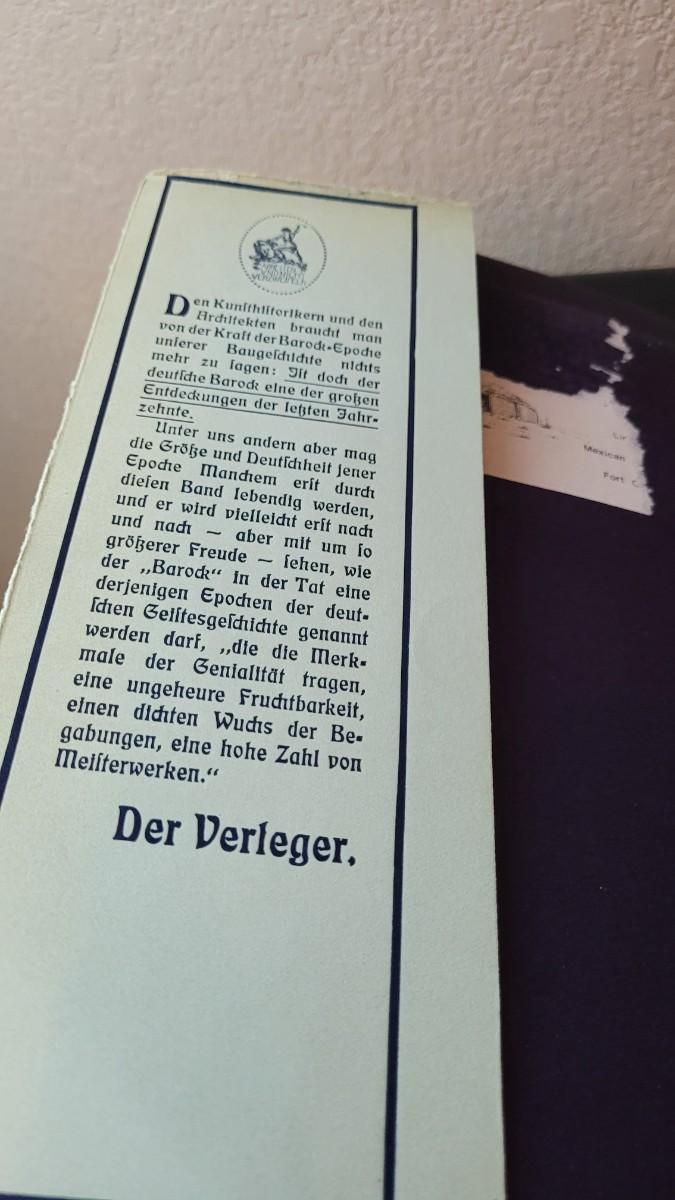 Den Kunſthiſtorikern und den
Architekten braucht man
von der Kraft der Barock-Epoche
unſerer Baugeſchichte nichts
mehr zu ſagen: Iſt doch der
deutſche Barock eine der großen
Entdeckungen der letzten Jahr-
zehnte.
Unter uns andern aber mag
die Größe und Deutſchheit jener
Epoche Manchem erſt durch
dieſen Band lebendig werden,
und er wird vielleicht erſt nach
und nach — aber mit um ſo
größerer Freude — ſehen, wie
der „Barock“ in der Tat eine
derjenigen Epochen der deut-
ſchen Geiſtesgeſchichte genannt
werden darf, „die die Merk-
male der Genialität tragen,
eine ungeheure Fruchtbarkeit,
einen dichten Wuchs der Be-
gabungen, eine hohe Zahl von
Meiſterwerken.“
Der Verleger.
Mexican
Fort C